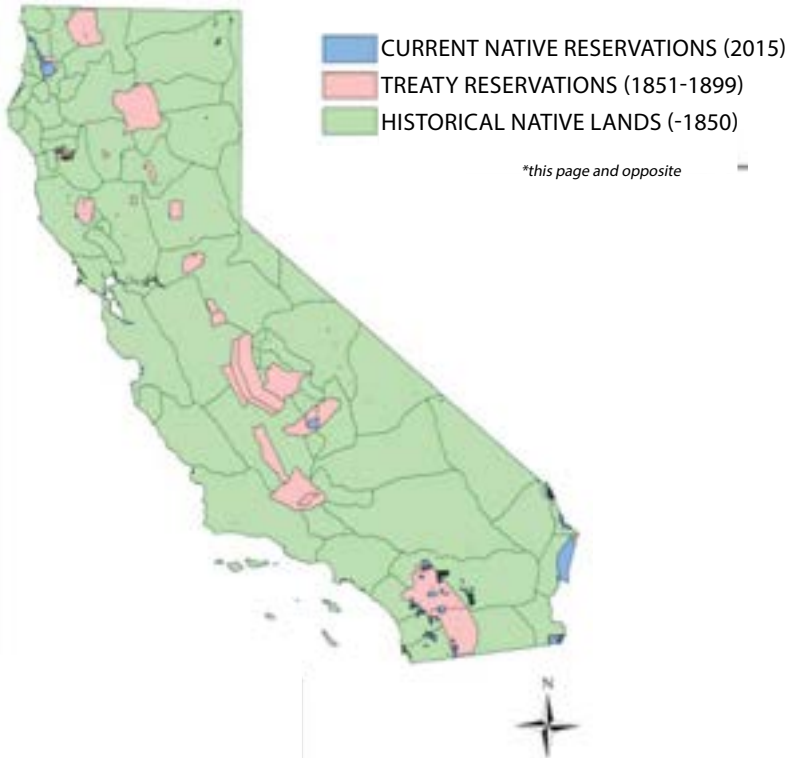 CURRENT NATIVE RESERVATIONS (2015)
TREATY RESERVATIONS (1851-1899)
HISTORICAL NATIVE LANDS (-1850)
*this page and opposite
N